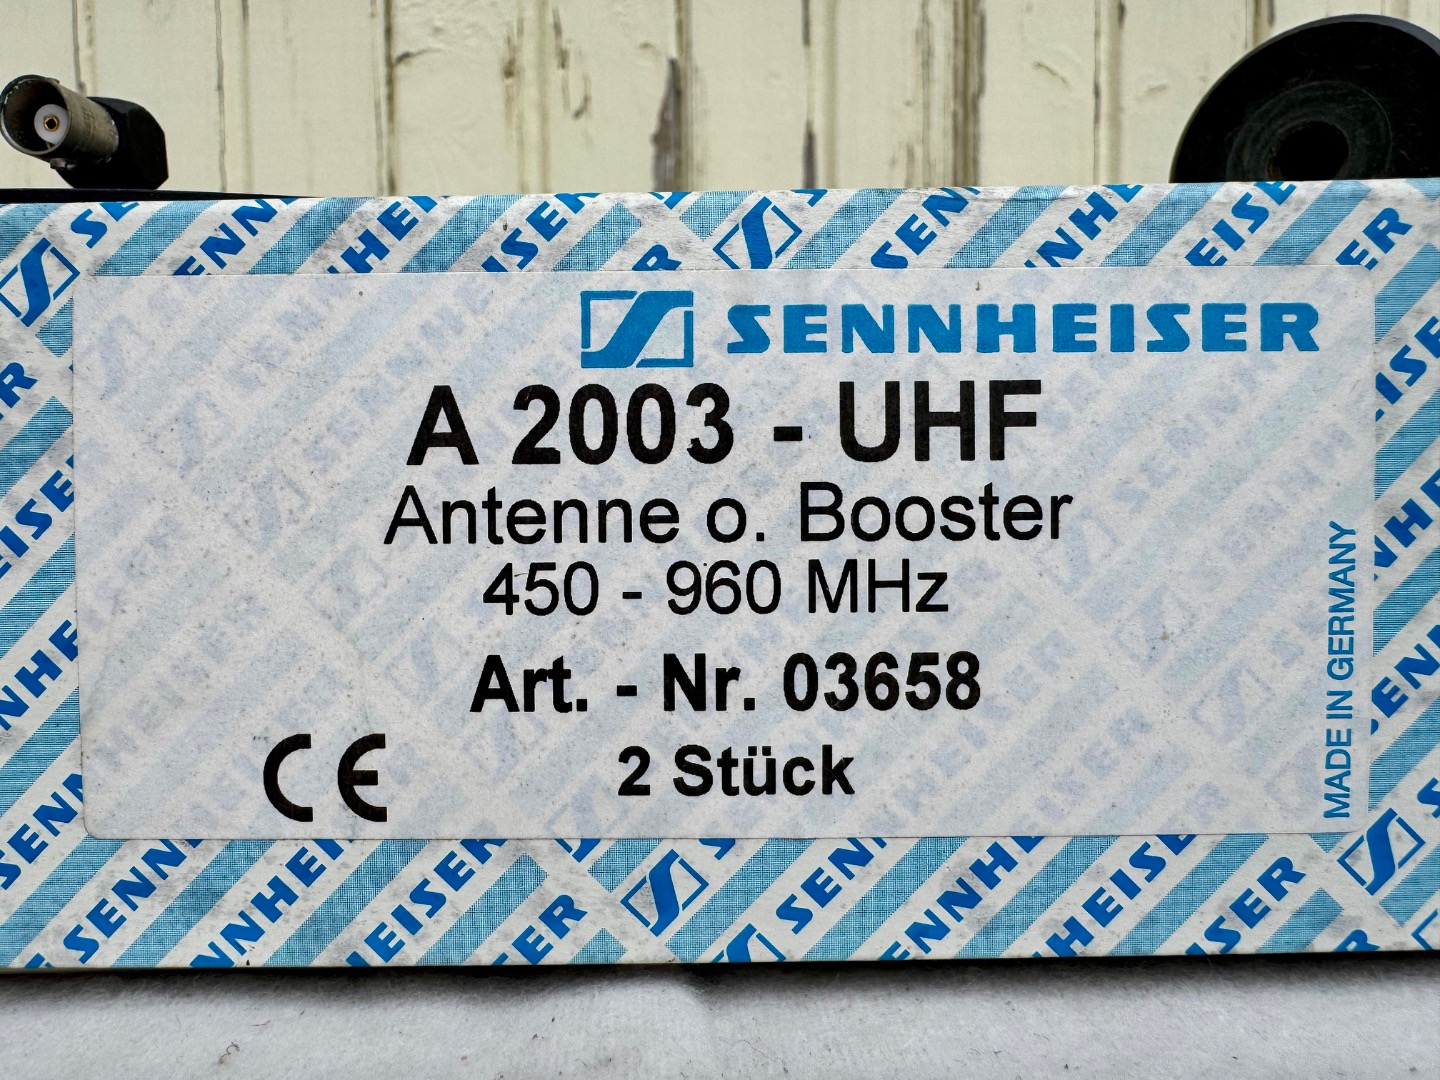 SENNHEISER
A 2003 - UHF
Antenne o. Booster
450 - 960 MHz
Art. - Nr. 03658
CE
2 Stück
MADE IN GERMANY